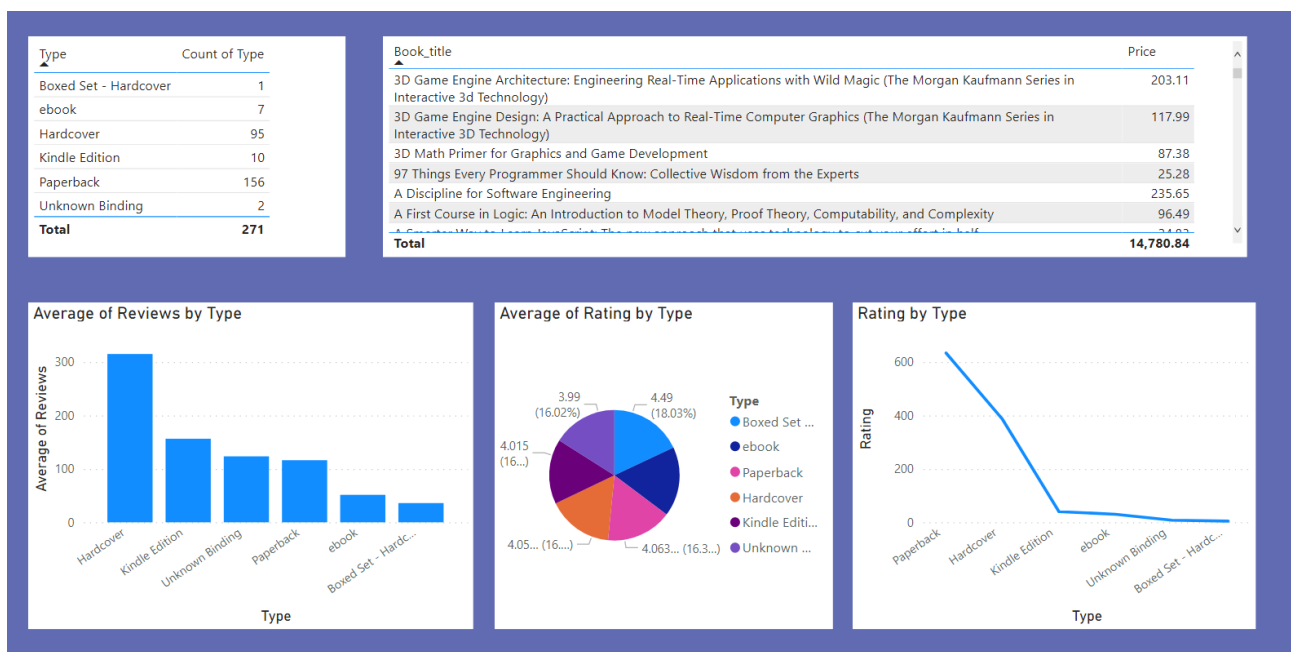 Type Count of Type
Boxed Set - Hardcover 1
ebook 7
Hardcover 95
Kindle Edition 10
Paperback 156
Unknown Binding 2
Total 271
Book_title Price
3D Game Engine Architecture: Engineering Real-Time Applications with Wild Magic (The Morgan Kaufmann Series in 203.11
Interactive 3d Technology)
3D Game Engine Design: A Practical Approach to Real-Time Computer Graphics (The Morgan Kaufmann Series in 117.99
Interactive 3D Technology)
3D Math Primer for Graphics and Game Development 87.38
97 Things Every Programmer Should Know: Collective Wisdom from the Experts 25.28
A Discipline for Software Engineering 235.65
A First Course in Logic: An Introduction to Model Theory, Proof Theory, Computability, and Complexity 96.49
Total 14,780.84
Average of Reviews by Type
Average of Reviews
300
200
100
0
Hardcover
Kindle Edition
Unknown Binding
Paperback
ebook
Boxed Set - Hardc...
Type
Average of Rating by Type
3.99
(16.02%)
4.49
(18.03%)
4.015
(16...)
4.05... (16....)
4.063... (16.3...)
Type
Boxed Set ...
ebook
Paperback
Hardcover
Kindle Editi...
Unknown ...
Rating by Type
Rating
600
400
200
0
Paperback
Hardcover
Kindle Edition
ebook
Unknown Binding
Boxed Set - Hardc...
Type